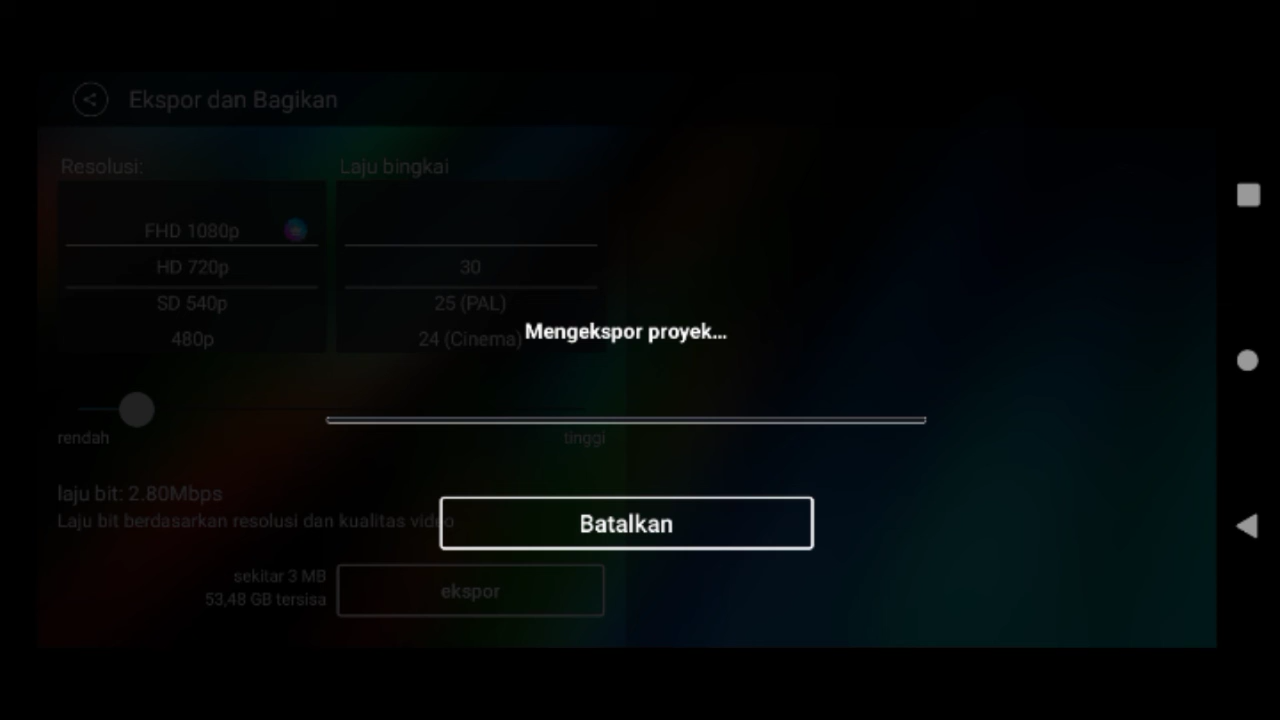 Ekspor dan Bagikan
Resolusi:
Laju bingkai
FHD 1080p
HD 720p
SD 540p
480p
30
25 (PAL)
24 (Cinema)
Mengekspor proyek...
rendah
tinggi
laju bit: 2.80Mbps
Laju bit berdasarkan resolusi dan kualitas video
Batalkan
sekitar 3 MB
53,48 GB tersisa
ekspor